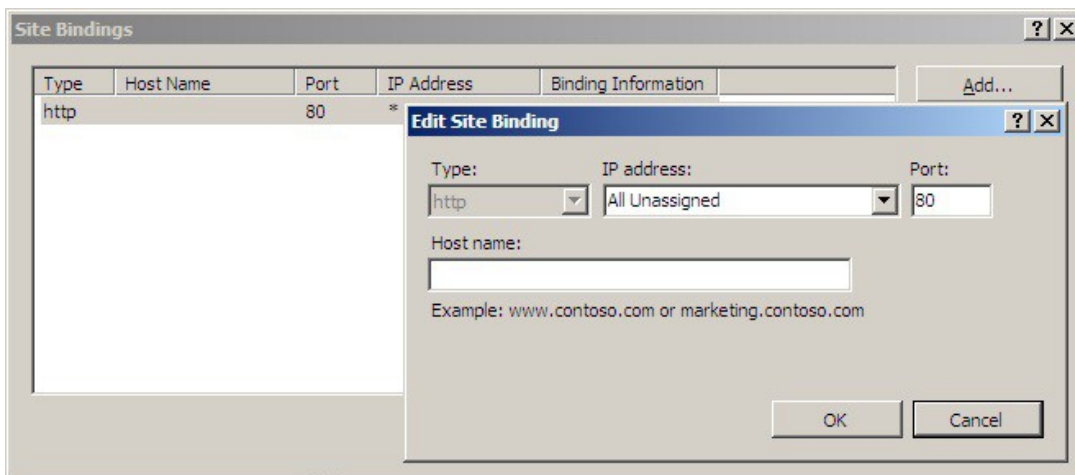 Site Bindings
Type Host Name Port IP Address Binding Information
Add...
http 80 *
Edit Site Binding
Type: IP address: Port:
http All Unassigned 80
Host name:
Example: www.contoso.com or marketing.contoso.com
OK Cancel